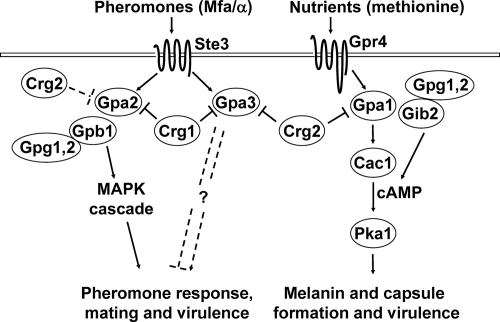 Pheromones (Mfa/α)
Nutrients (methionine)
Ste3
Gpr4
Crg2
Gpa2
Gpa3
Gpa1
Gpg1,2
Gib2
Gpb1
Gpg1,2
Crg1
Crg2
Cac1
MAPK
cascade
?
cAMP
Pka1
Pheromone response,
mating and virulence
Melanin and capsule
formation and virulence